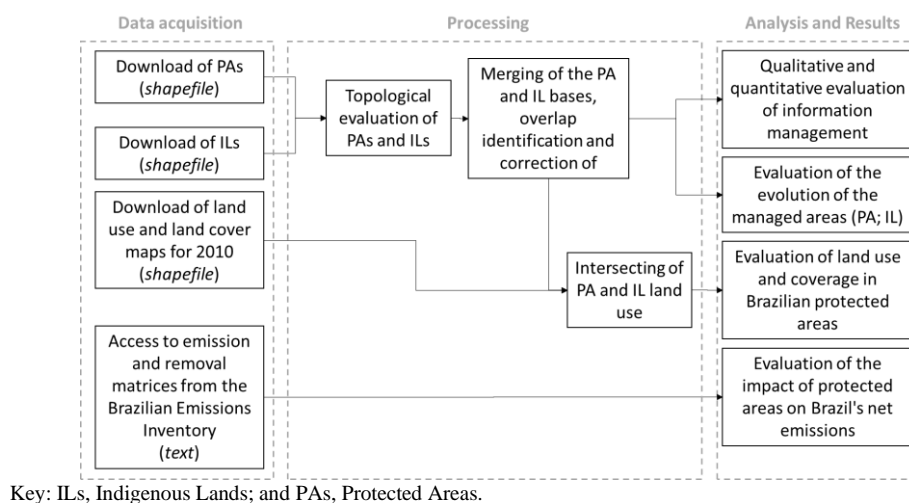 Data acquisition
Processing
Analysis and Results
Download of PAs
(shapefile)
Download of ILs
(shapefile)
Download of land
use and land cover
maps for 2010
(shapefile)
Access to emission
and removal
matrices from the
Brazilian Emissions
Inventory
(text)
Topological
evaluation of
PAs and ILs
Merging of the PA
and IL bases,
overlap
identification and
correction of
Intersecting of
PA and IL land
use
Qualitative and
quantitative evaluation
of information
management
Evaluation of the
evolution of the
managed areas (PA; IL)
Evaluation of land use
and coverage in
Brazilian protected
areas
Evaluation of the
impact of protected
areas on Brazil's net
emissions
Key: ILs, Indigenous Lands; and PAs, Protected Areas.